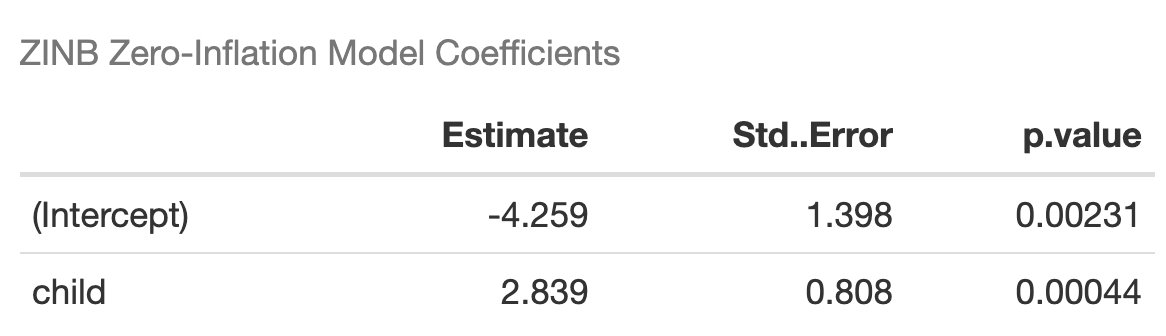 ZINB Zero-Inflation Model Coefficients
Estimate Std..Error p.value
(Intercept) -4.259 1.398 0.00231
child 2.839 0.808 0.00044